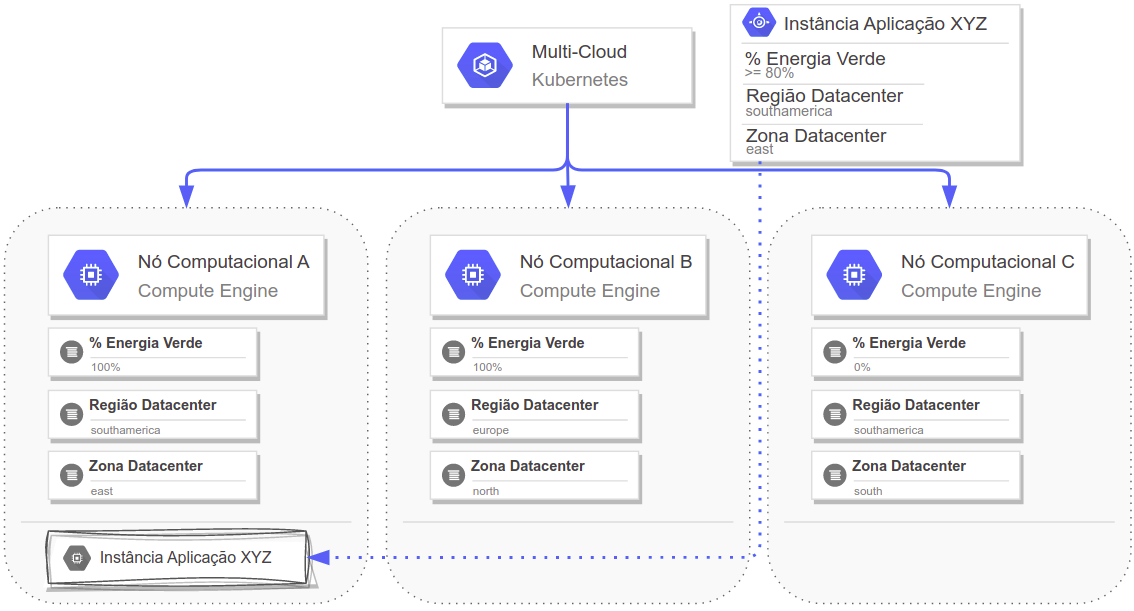 Multi-Cloud
Kubernetes
Instância Aplicação XYZ
% Energia Verde
>= 80%
Região Datacenter
southamerica
Zona Datacenter
east
Nó Computacional A
Compute Engine
% Energia Verde
100%
Região Datacenter
southamerica
Zona Datacenter
east
Instância Aplicação XYZ
Nó Computacional B
Compute Engine
% Energia Verde
100%
Região Datacenter
europe
Zona Datacenter
north
Nó Computacional C
Compute Engine
% Energia Verde
0%
Região Datacenter
southamerica
Zona Datacenter
south